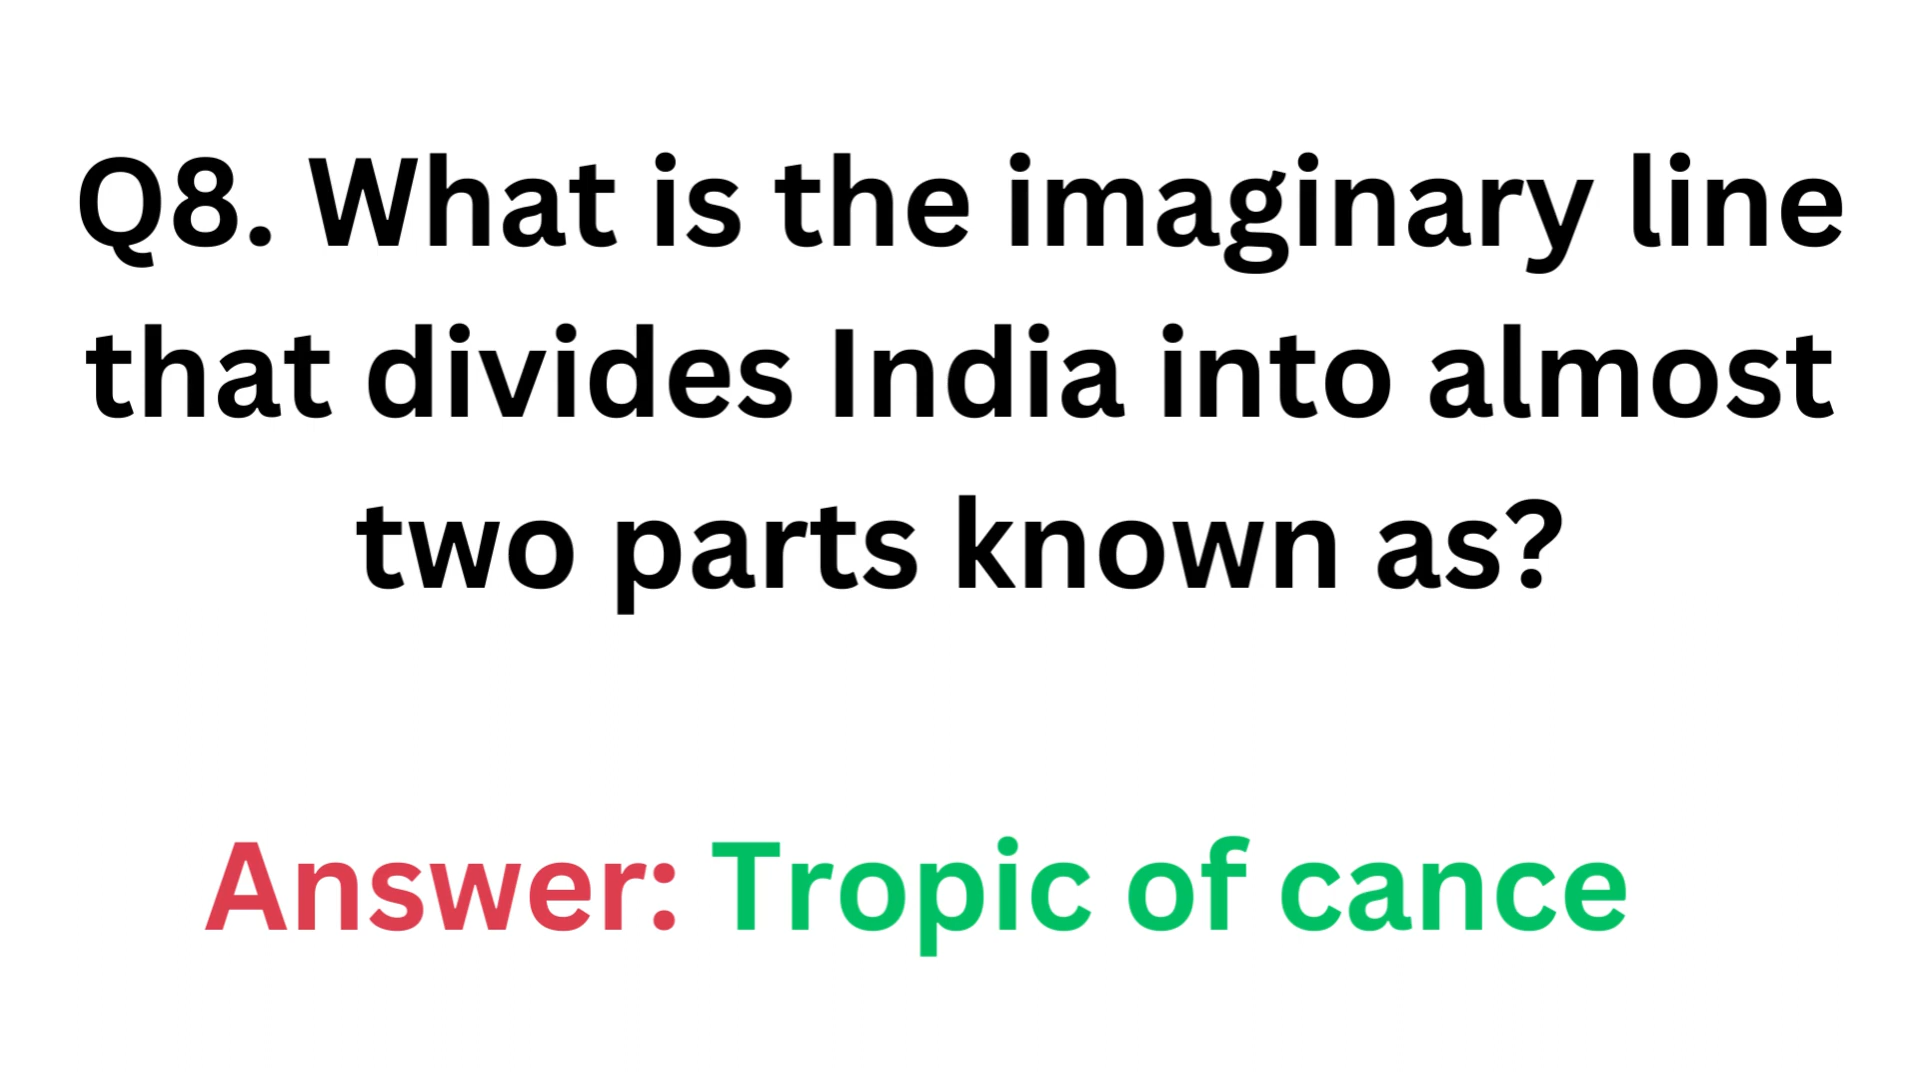 Q8. What is the imaginary line
that divides India into almost
two parts known as?
Answer: Tropic of cance